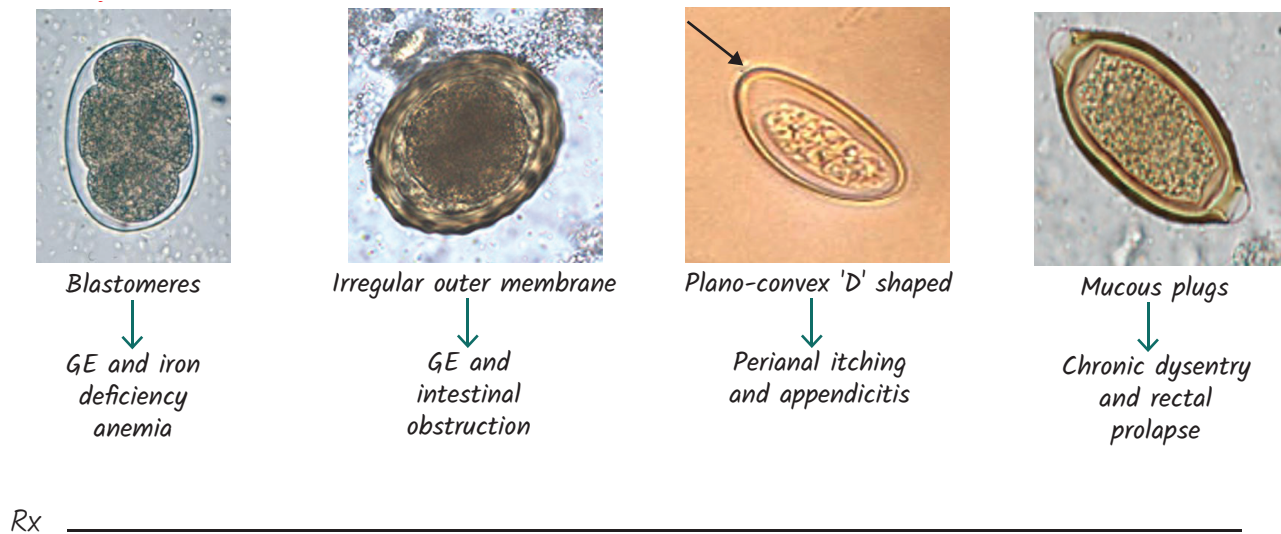 Blastomeres
GE and iron
deficiency
anemia
Irregular outer membrane
GE and
intestinal
obstruction
Plano-convex 'D' shaped
Perianal itching
and appendicitis
Mucous plugs
Chronic dysentry
and rectal
prolapse
Rx